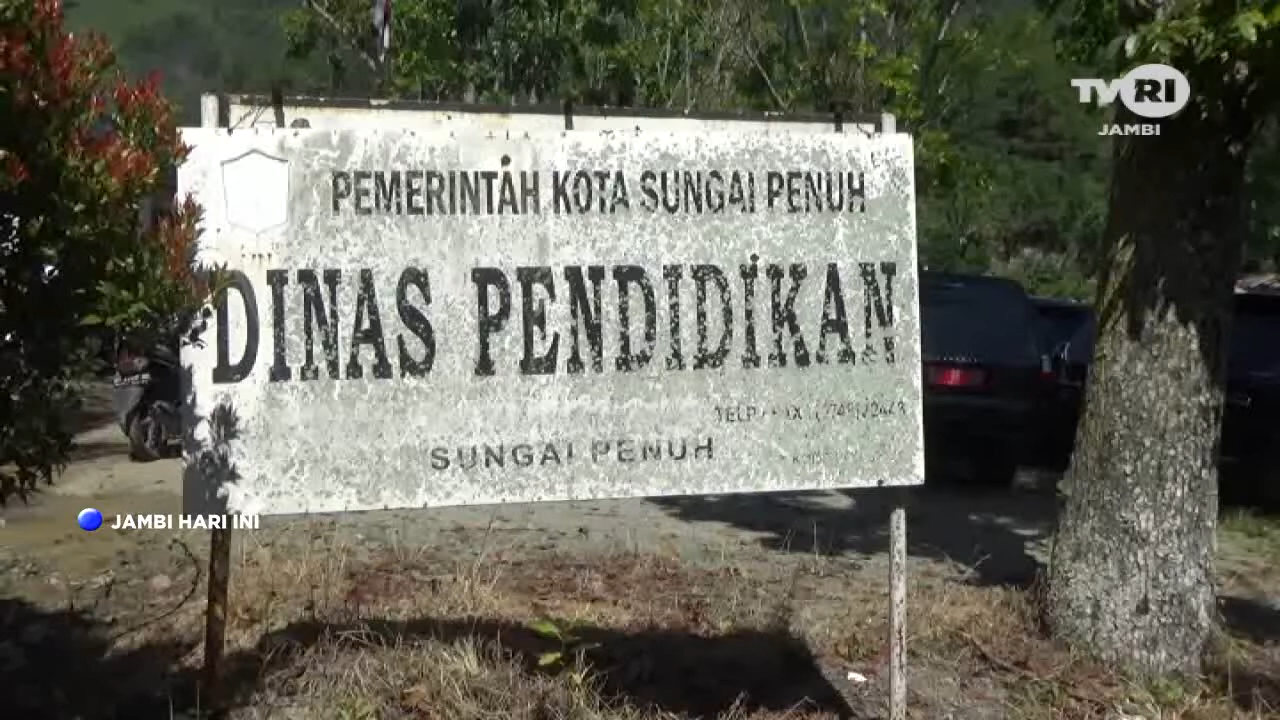 TVRI
JAMBI
PEMERINTAH KOTA SUNGAI PENUH
DINAS PENDIDIKAN
SUNGAI PENUH
JAMBI HARI INI